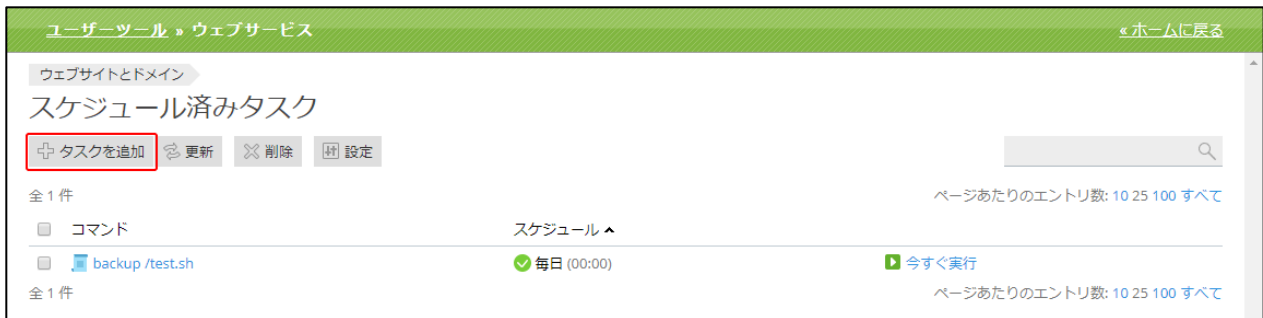 ユーザーツール » ウェブサービス «ホームに戻る
ウェブサイトとドメイン
スケジュール済みタスク
タスクを追加 更新 削除 設定
全 1 件 ページあたりのエントリ数: 10 25 100 すべて
コマンド スケジュール
backup /test.sh 毎日 (00:00) 今すぐ実行
全 1 件 ページあたりのエントリ数: 10 25 100 すべて